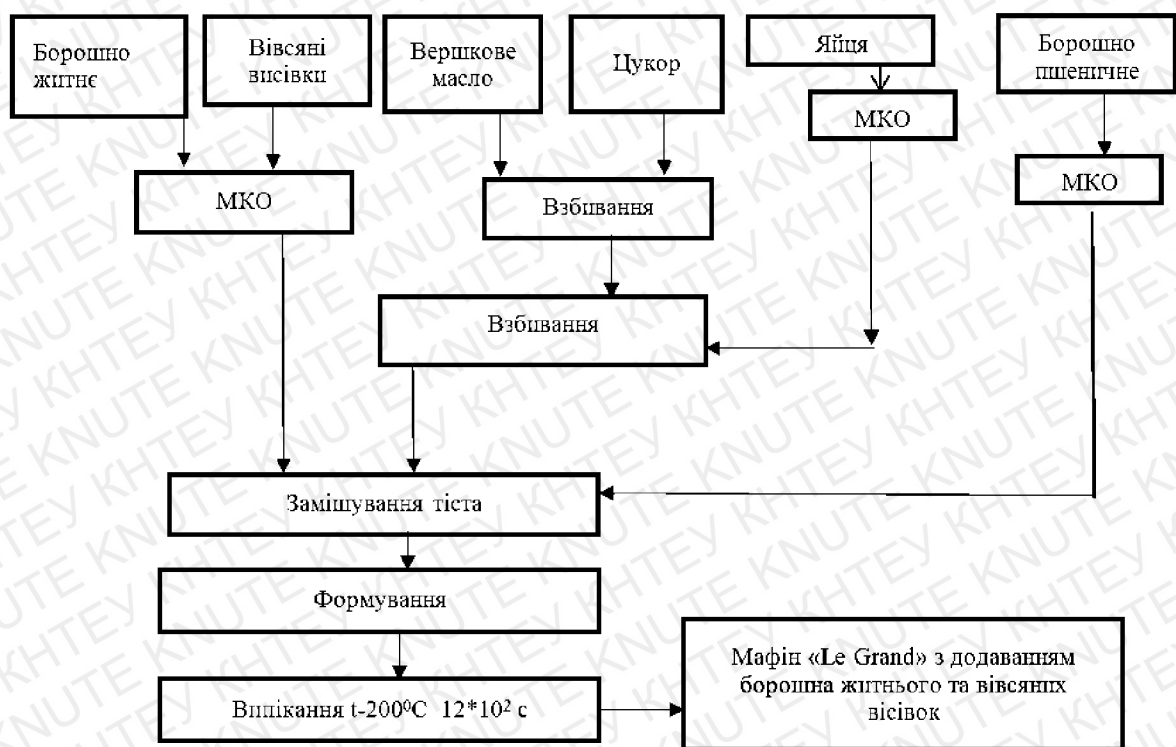 Борошно
житнє
Вівсяні
висівки
Вершкове
масло
Цукор
Яйця
Борошно
пшеничне
МКО
МКО
МКО
Взбивання
Взбивання
Замішування тіста
Формування
Випікання t-200⁰С 12*10² с
Мафін «Le Grand» з додаванням
борошна житнього та вівсяних
вісівок